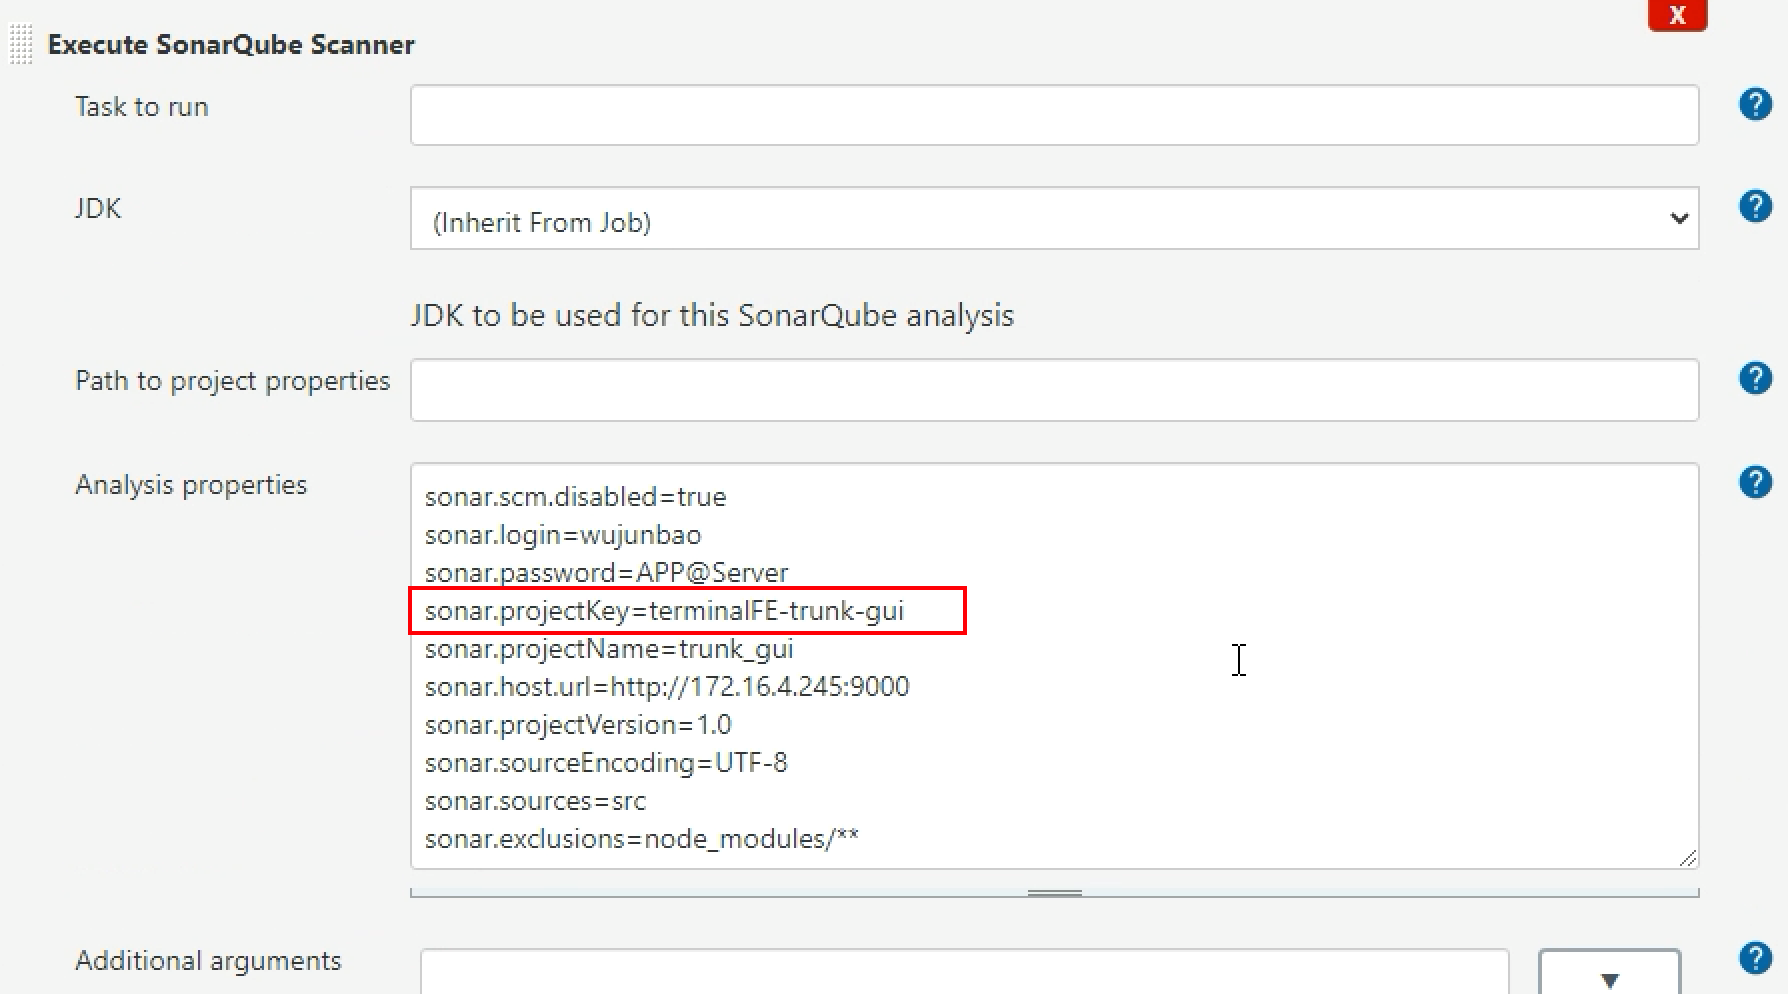 X
Execute SonarQube Scanner
Task to run
?
JDK
(Inherit From Job)
?
JDK to be used for this SonarQube analysis
Path to project properties
?
Analysis properties
?
sonar.scm.disabled=true
sonar.login=wujunbao
sonar.password=APP@Server
sonar.projectKey=terminalFE-trunk-gui
sonar.projectName=trunk_gui
sonar.host.url=http://172.16.4.245:9000
sonar.projectVersion=1.0
sonar.sourceEncoding=UTF-8
sonar.sources=src
sonar.exclusions=node_modules/**
Additional arguments
?